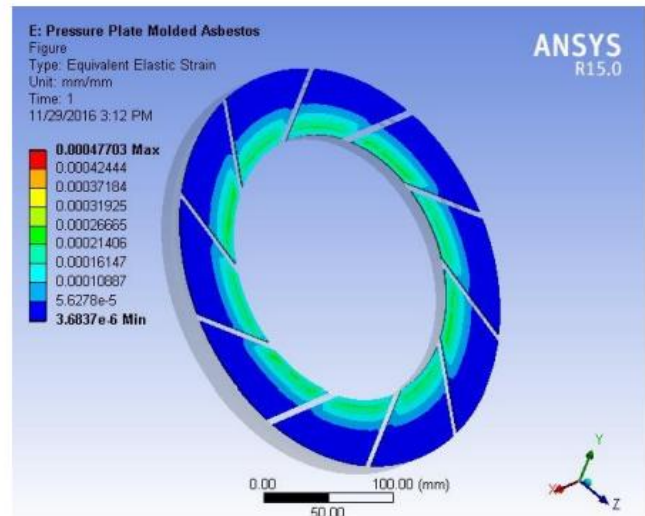 E: Pressure Plate Molded Asbestos
Figure
Type: Equivalent Elastic Strain
Unit: mm/mm
Time: 1
11/29/2016 3:12 PM
ANSYS
R15.0
0.00047703 Max
0.00042444
0.00037184
0.00031925
0.00026665
0.00021406
0.00016147
0.00010887
5.6278e-5
3.6837e-6 Min
0.00 100.00 (mm)
50.00
Y
X
Z